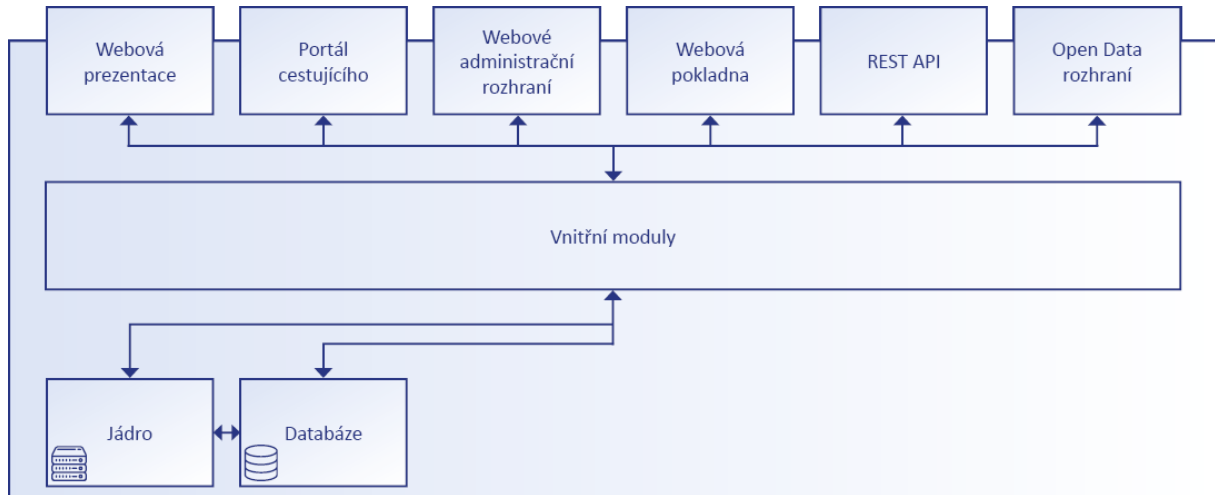 Webová
prezentace
Portál
cestujícího
Webové
administrační
rozhraní
Webová
pokladna
REST API
Open Data
rozhraní
Vnitřní moduly
Jádro
Databáze